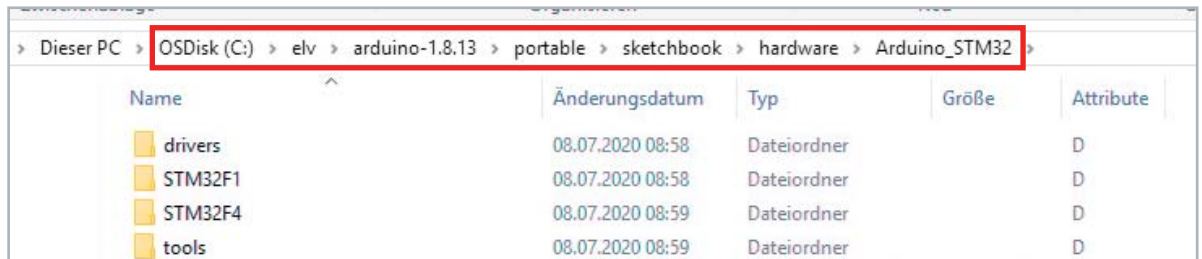 > Dieser PC > OSDisk (C:) > elv > arduino-1.8.13 > portable > sketchbook > hardware > Arduino_STM32 >
Name Änderungsdatum Typ Größe Attribute
drivers 08.07.2020 08:58 Dateiordner D
STM32F1 08.07.2020 08:58 Dateiordner D
STM32F4 08.07.2020 08:59 Dateiordner D
tools 08.07.2020 08:59 Dateiordner D